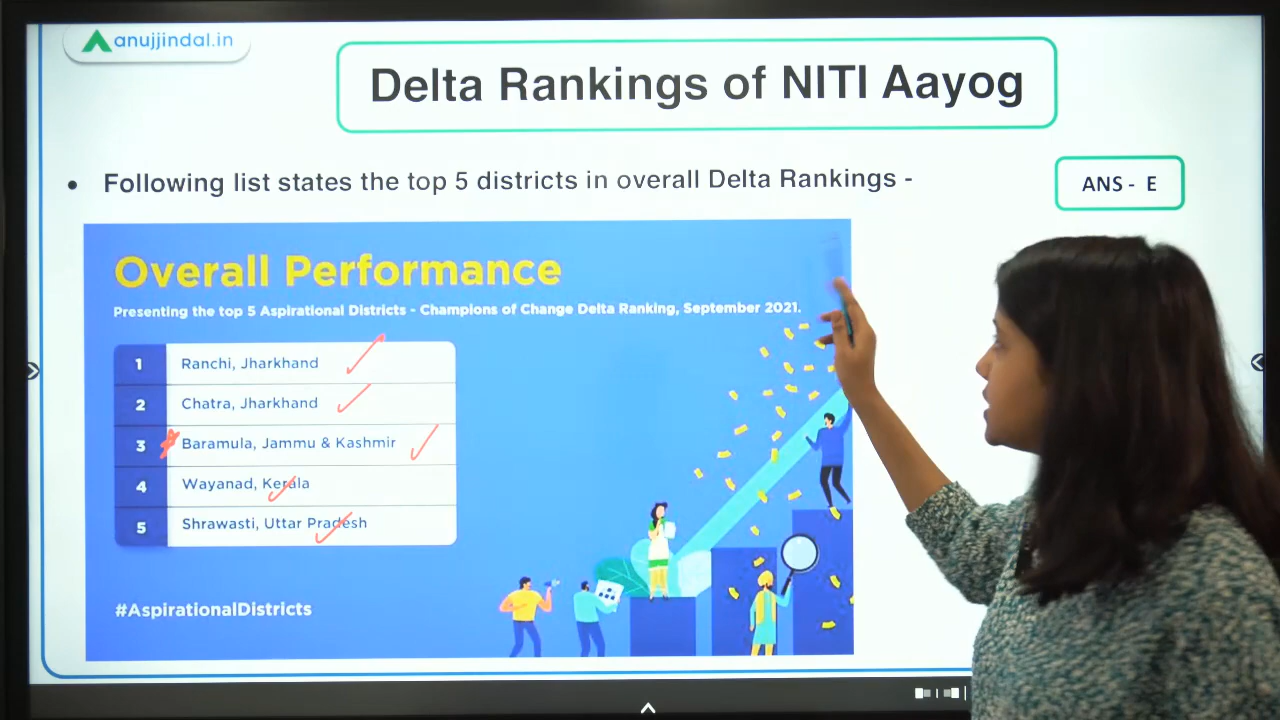 anujjindal.in
Delta Rankings of NITI Aayog
• Following list states the top 5 districts in overall Delta Rankings -
ANS - E
Overall Performance
Presenting the top 5 Aspirational Districts - Champions of Change Delta Ranking, September 2021.
1 Ranchi, Jharkhand
2 Chatra, Jharkhand
3 Baramula, Jammu & Kashmir
4 Wayanad, Kerala
5 Shrawasti, Uttar Pradesh
#AspirationalDistricts